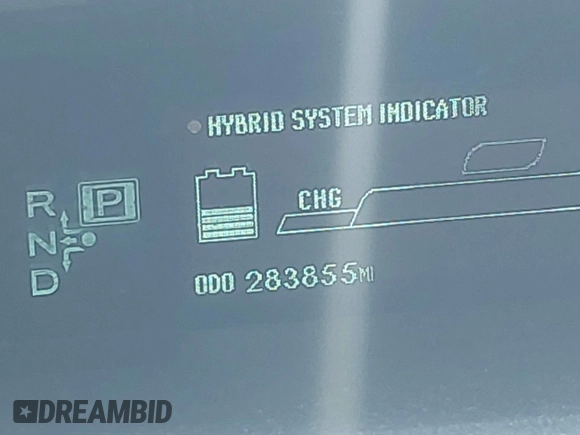 HYBRID SYSTEM INDICATOR
R P
CHG
N
D
ODO 283855MI
DREAMBID